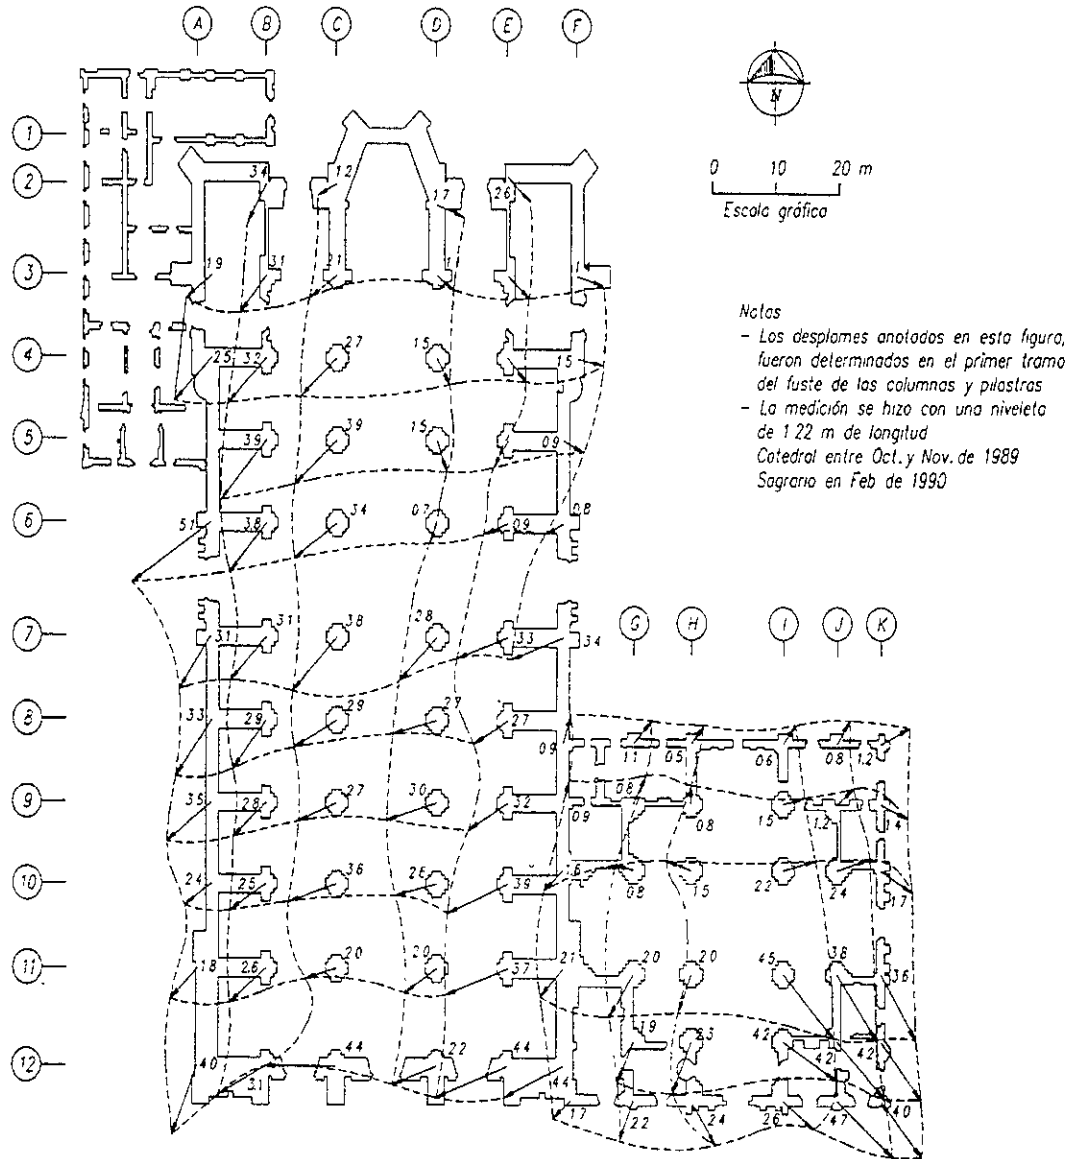 A B C D E F
N
0 10 20 m
Escala gráfica
1
2
34 12 17 26
3
19 31 21 1 1
Notas
- Los desplomes anotados en esta figura,
fueron determinados en el primer tramo
del fuste de las columnas y pilastras
- La medición se hizo con una niveleta
de 1 22 m de longitud
Catedral entre Oct. y Nov. de 1989
Sagrario en Feb de 1990
4
25 32 27 15 15
5
39 39 15 09
6
51 38 34 07 09 08
7
31 31 38 28 33 34
G H I J K
8
33 29 29 27 27
09 11 05 06 08 12
9
35 28 27 30 32
09 08 08 15 12 14
10
24 25 36 26 39 6
08 15 22 24 17
11
18 26 20 20 37 21
20 20 45 38 36
12
19 23 42 42 42
40 31 44 22 44 44
17 22 24 26 47 40